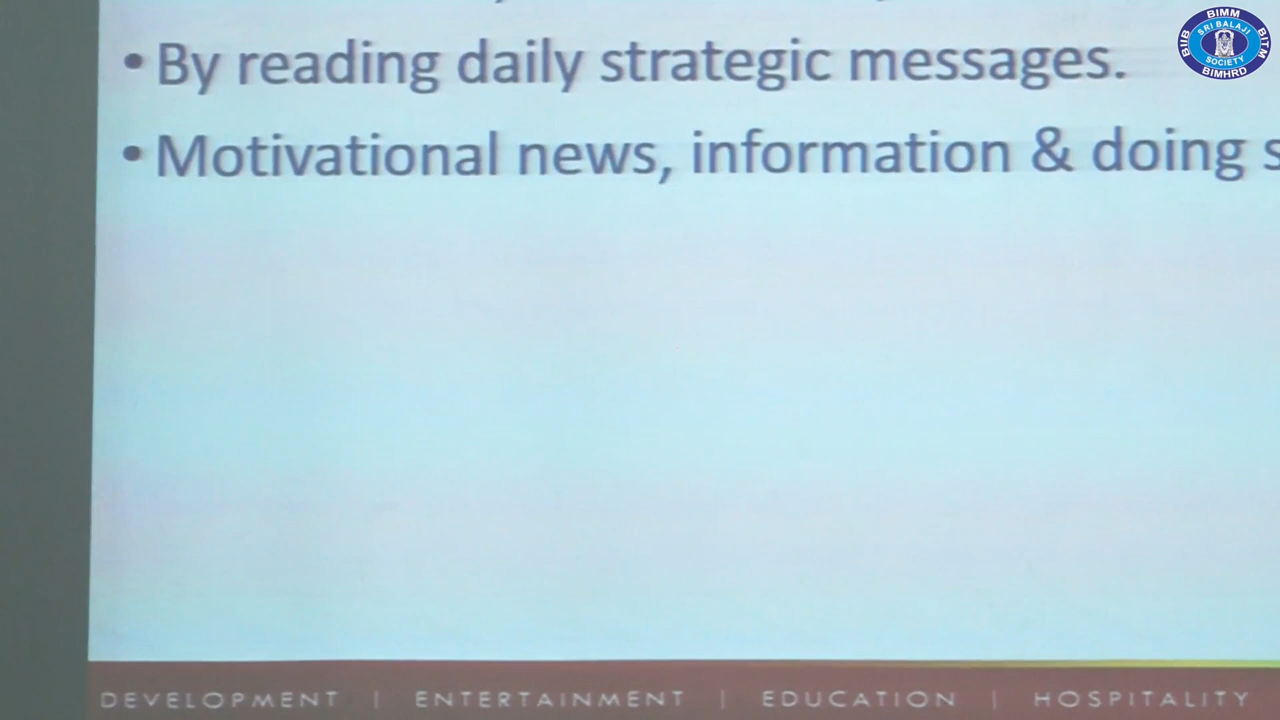 • By reading daily strategic messages.
• Motivational news, information & doing
DEVELOPMENT | ENTERTAINMENT | EDUCATION | HOSPITALITY
BIMM
BIIB
SRI BALAJI
SOCIETY
BITM
BIMHRD